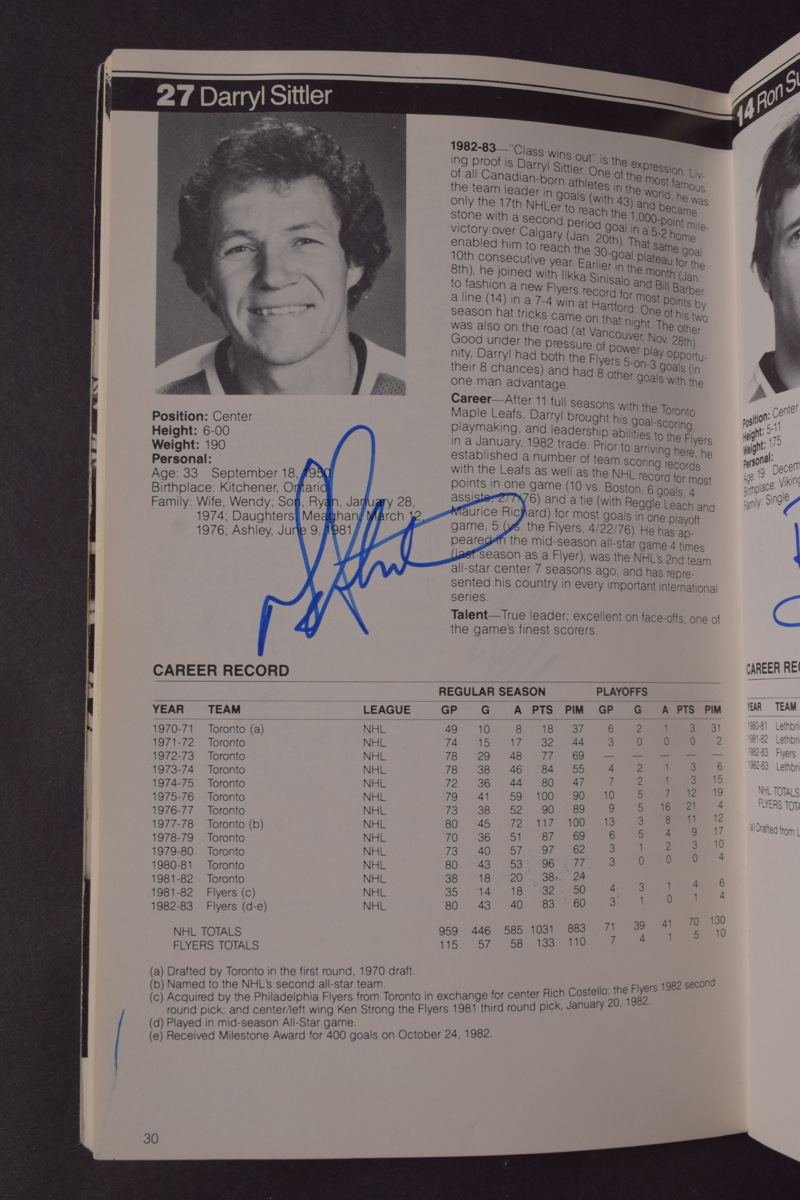 27 Darryl Sittler
1982-83—"Class wins out" is the expression. Liv-
ing proof is Darryl Sittler. One of the most famous
of all Canadian-born athletes in the world, he was
the team leader in goals (with 43) and became
only the 17th NHLer to reach the 1,000-point mile-
stone with a second period goal in a 5-2 home
victory over Calgary (Jan. 20th). That same goal
enabled him to reach the 30-goal plateau for the
10th consecutive year. Earlier in the month (Jan.
8th), he joined with Ilkka Sinisalo and Bill Barber
to fashion a new Flyers record for most points by
a line (14) in a 7-4 win at Hartford. One of his two
season hat tricks came on that night. The other
was also on the road (at Vancouver, Nov. 28th).
Good under the pressure of power play opportu-
nity, Darryl had both the Flyers 5-on-3 goals (in
their 8 chances) and had 8 other goals with the
one man advantage.
Career—After 11 full seasons with the Toronto
Maple Leafs, Darryl brought his goal-scoring,
playmaking, and leadership abilities to the Flyers
in a January, 1982 trade. Prior to arriving here, he
established a number of team scoring records
with the Leafs as well as the NHL record for most
points in one game (10 vs. Boston, 6 goals, 4
assists, 2/7/76) and a tie (with Reggie Leach and
Maurice Richard) for most goals in one playoff
game, 5 (vs. the Flyers, 4/22/76). He has ap-
peared in the mid-season all-star game 4 times
(last season as a Flyer), was the NHL's 2nd team
all-star center 7 seasons ago, and has repre-
sented his country in every important international
series.
Talent—True leader; excellent on face-offs; one of
the game's finest scorers.
Position: Center
Height: 6-00
Weight: 190
Personal:
Age: 33 September 18, 1950
Birthplace: Kitchener, Ontario
Family: Wife, Wendy; Son, Ryan, January 28,
1974; Daughters, Meaghan, March 12,
1976; Ashley, June 9, 1981
CAREER RECORD
REGULAR SEASON PLAYOFFS
YEAR TEAM LEAGUE GP G A PTS PIM GP G A PTS PIM
1970-71 Toronto (a) NHL 49 10 8 18 37 6 2 1 3 31
1971-72 Toronto NHL 74 15 17 32 44 3 0 0 0 2
1972-73 Toronto NHL 78 29 48 77 69 — — — — —
1973-74 Toronto NHL 78 38 46 84 55 4 2 1 3 6
1974-75 Toronto NHL 72 36 44 80 47 7 2 1 3 15
1975-76 Toronto NHL 79 41 59 100 90 10 5 7 12 19
1976-77 Toronto NHL 73 38 52 90 89 9 5 16 21 4
1977-78 Toronto (b) NHL 80 45 72 117 100 13 3 8 11 12
1978-79 Toronto NHL 70 36 51 87 69 6 5 4 9 17
1979-80 Toronto NHL 73 40 57 97 62 3 1 2 3 10
1980-81 Toronto NHL 80 43 53 96 77 3 0 0 0 4
1981-82 Toronto NHL 38 18 20 38 24
1981-82 Flyers (c) NHL 35 14 18 32 50 4 3 1 4 6
1982-83 Flyers (d-e) NHL 80 43 40 83 60 3 1 0 1 4
NHL TOTALS 959 446 585 1031 883 71 39 41 70 130
FLYERS TOTALS 115 57 58 133 110 7 4 1 5 10
(a) Drafted by Toronto in the first round, 1970 draft.
(b) Named to the NHL's second all-star team.
(c) Acquired by the Philadelphia Flyers from Toronto in exchange for center Rich Costello; the Flyers 1982 second
round pick; and center/left wing Ken Strong the Flyers 1981 third round pick, January 20, 1982.
(d) Played in mid-season All-Star game.
(e) Received Milestone Award for 400 goals on October 24, 1982.
30
14 Ron
Position: Center
Height: 5-11
Weight: 175
Personal:
Age: 19
Birthplace: Viking
Family: Single
CAREER
YEAR TEAM
1980-81
1981-82
1982-83 Flyers
1982-83
NHL TOTALS
FLYERS
(a) Drafted from